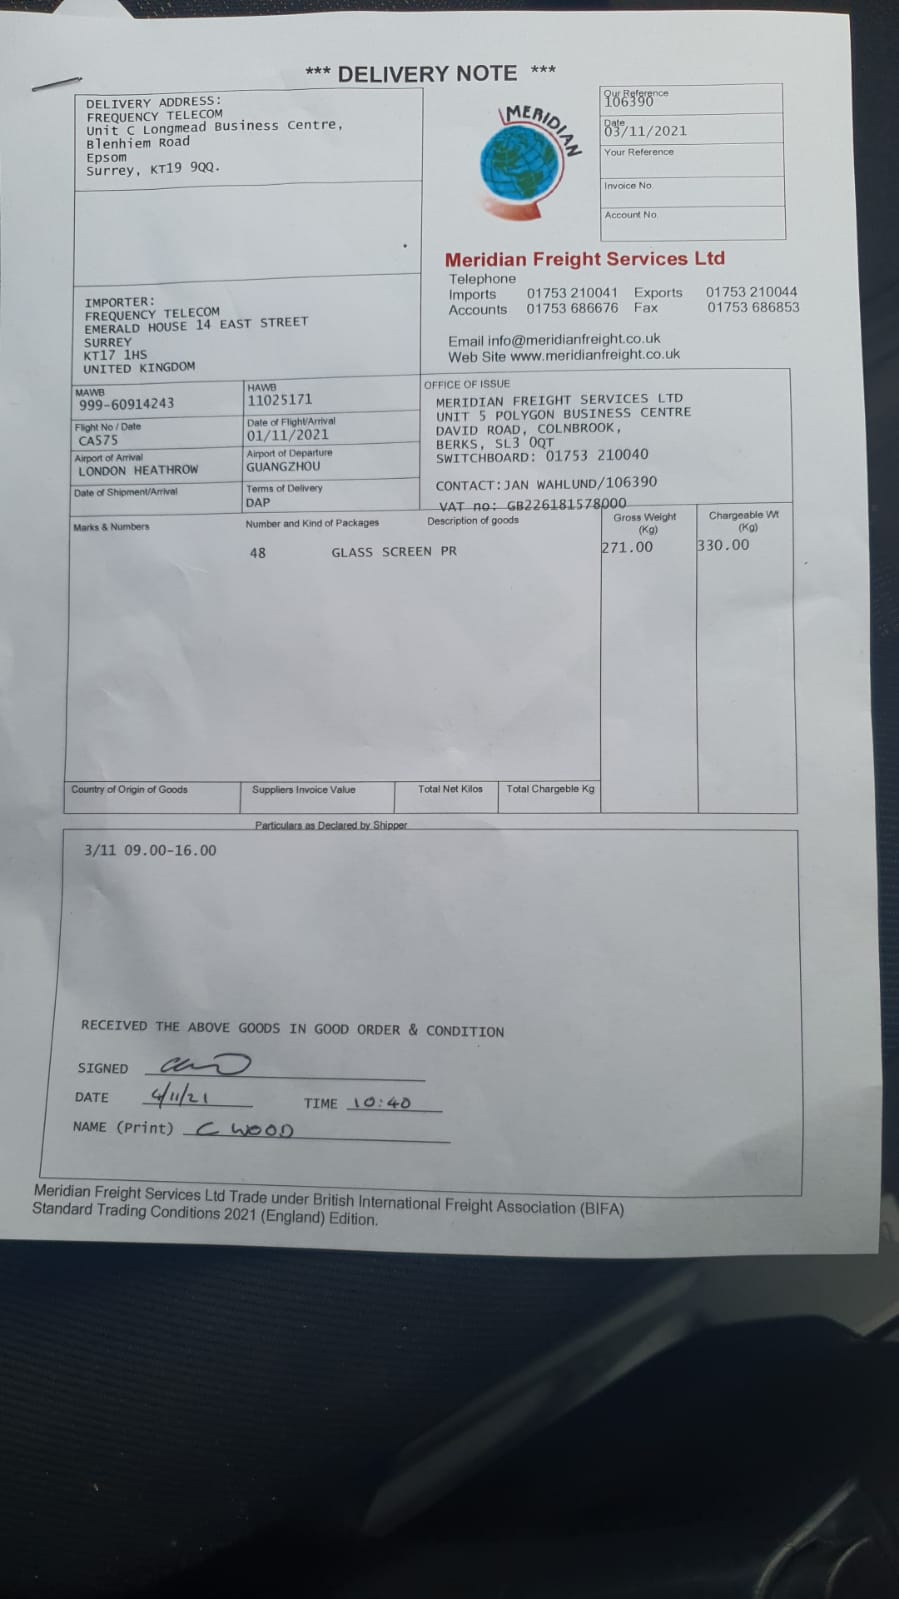 *** DELIVERY NOTE ***
DELIVERY ADDRESS:
FREQUENCY TELECOM
Unit C Longmead Business Centre,
Blenhiem Road
Epsom
Surrey, KT19 9QQ.
MERIDIAN
Our Reference
106390
Date
03/11/2021
Your Reference
Invoice No.
Account No.
Meridian Freight Services Ltd
Telephone
Imports 01753 210041 Exports 01753 210044
Accounts 01753 686676 Fax 01753 686853
Email info@meridianfreight.co.uk
Web Site www.meridianfreight.co.uk
IMPORTER:
FREQUENCY TELECOM
EMERALD HOUSE 14 EAST STREET
SURREY
KT17 1HS
UNITED KINGDOM
MAWB
999-60914243
HAWB
11025171
Flight No / Date
CA575
Date of Flight/Arrival
01/11/2021
Airport of Arrival
LONDON HEATHROW
Airport of Departure
GUANGZHOU
Date of Shipment/Arrival
Terms of Delivery
DAP
OFFICE OF ISSUE
MERIDIAN FREIGHT SERVICES LTD
UNIT 5 POLYGON BUSINESS CENTRE
DAVID ROAD, COLNBROOK,
BERKS, SL3 0QT
SWITCHBOARD: 01753 210040
CONTACT:JAN WAHLUND/106390
VAT no: GB226181578000
Marks & Numbers
Number and Kind of Packages
Description of goods
Gross Weight
(Kg)
Chargeable Wt
(Kg)
48 GLASS SCREEN PR 271.00 330.00
Country of Origin of Goods
Suppliers Invoice Value
Total Net Kilos
Total Chargeable Kg
Particulars as Declared by Shipper
3/11 09.00-16.00
RECEIVED THE ABOVE GOODS IN GOOD ORDER & CONDITION
SIGNED
DATE 4/11/21 TIME 10:40
NAME (Print) C WOOD
Meridian Freight Services Ltd Trade under British International Freight Association (BIFA)
Standard Trading Conditions 2021 (England) Edition.